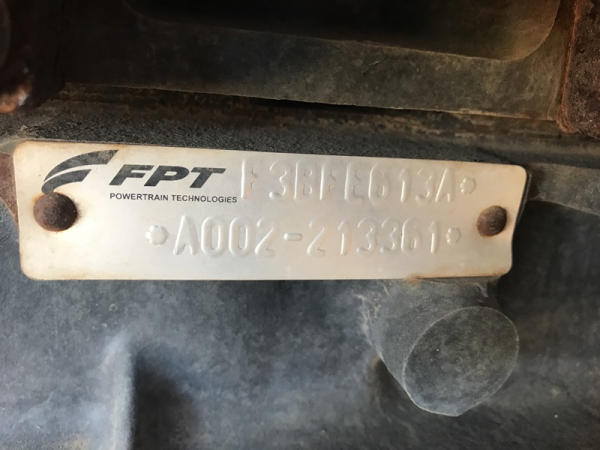 FPT F3BFE613A*
POWERTRAIN TECHNOLOGIES
*A002-213361*